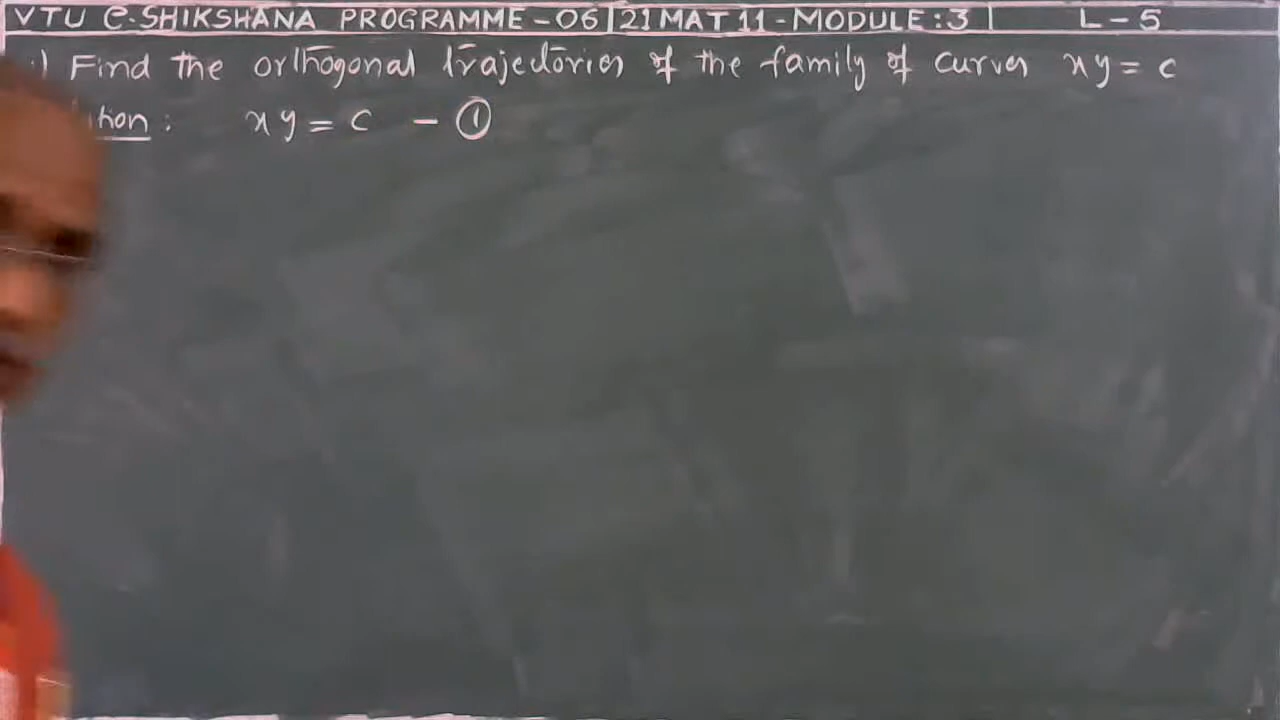 VTU e-SHIKSHANA PROGRAMME - 06 | 21 MAT 11 - MODULE : 3 | L - 5
) Find the orthogonal trajectories of the family of curves xy = c
xy = c - ①